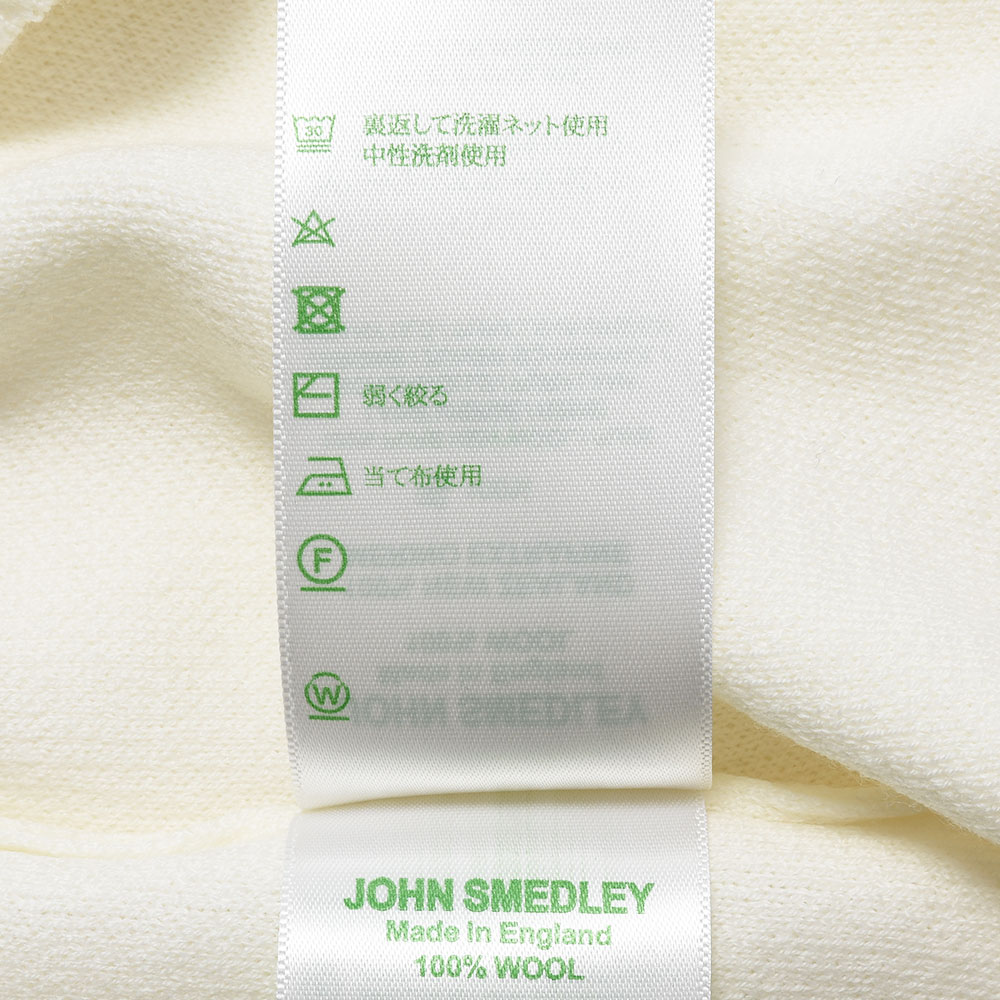 30
裏返して洗濯ネット使用
中性洗剤使用
弱く絞る
当て布使用
F
W
JOHN SMEDLEY
Made in England
100% WOOL